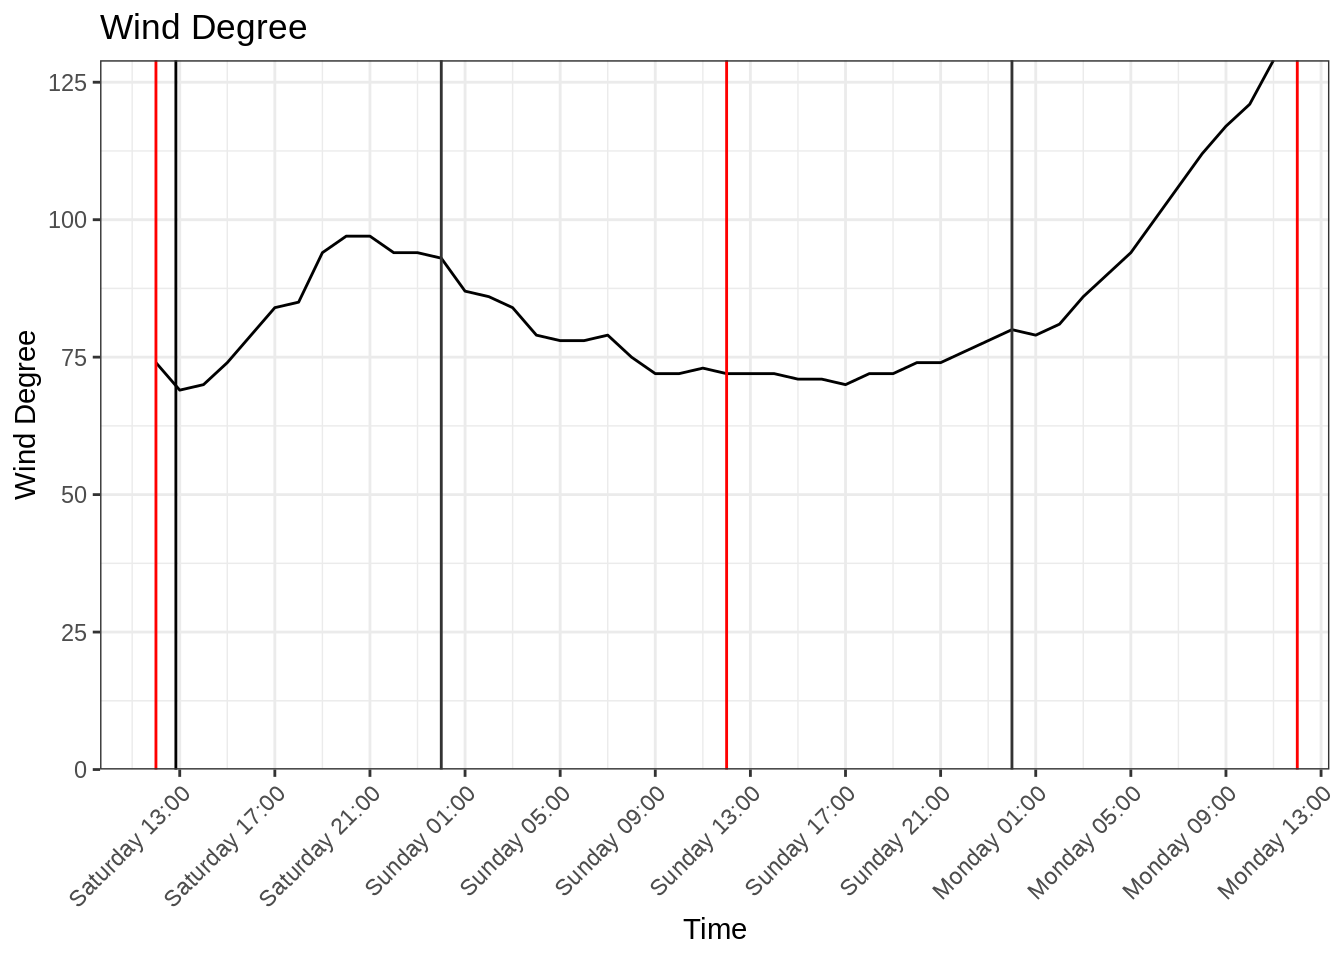 Wind Degree
125
100
75
50
25
0
Wind Degree
Saturday 13:00
Saturday 17:00
Saturday 21:00
Sunday 01:00
Sunday 05:00
Sunday 09:00
Sunday 13:00
Sunday 17:00
Sunday 21:00
Monday 01:00
Monday 05:00
Monday 09:00
Monday 13:00
Time